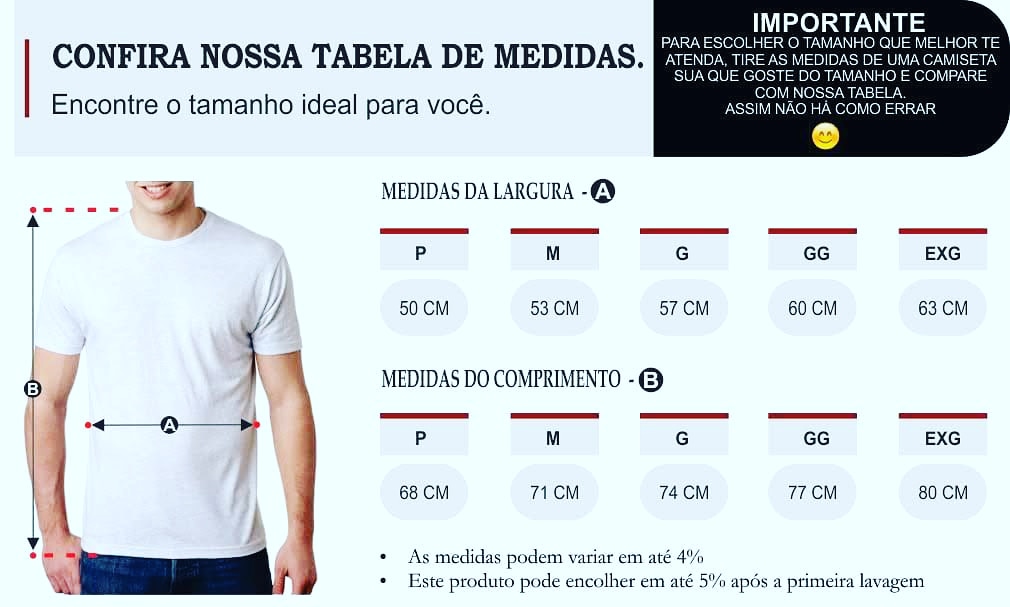 CONFIRA NOSSA TABELA DE MEDIDAS.
Encontre o tamanho ideal para você.
IMPORTANTE
PARA ESCOLHER O TAMANHO QUE MELHOR TE
ATENDA, TIRE AS MEDIDAS DE UMA CAMISETA
SUA QUE GOSTE DO TAMANHO E COMPARE
COM NOSSA TABELA.
ASSIM NÃO HÁ COMO ERRAR
MEDIDAS DA LARGURA - A
P M G GG EXG
50 CM 53 CM 57 CM 60 CM 63 CM
B
A
MEDIDAS DO COMPRIMENTO - B
P M G GG EXG
68 CM 71 CM 74 CM 77 CM 80 CM
• As medidas podem variar em até 4%
• Este produto pode encolher em até 5% após a primeira lavagem